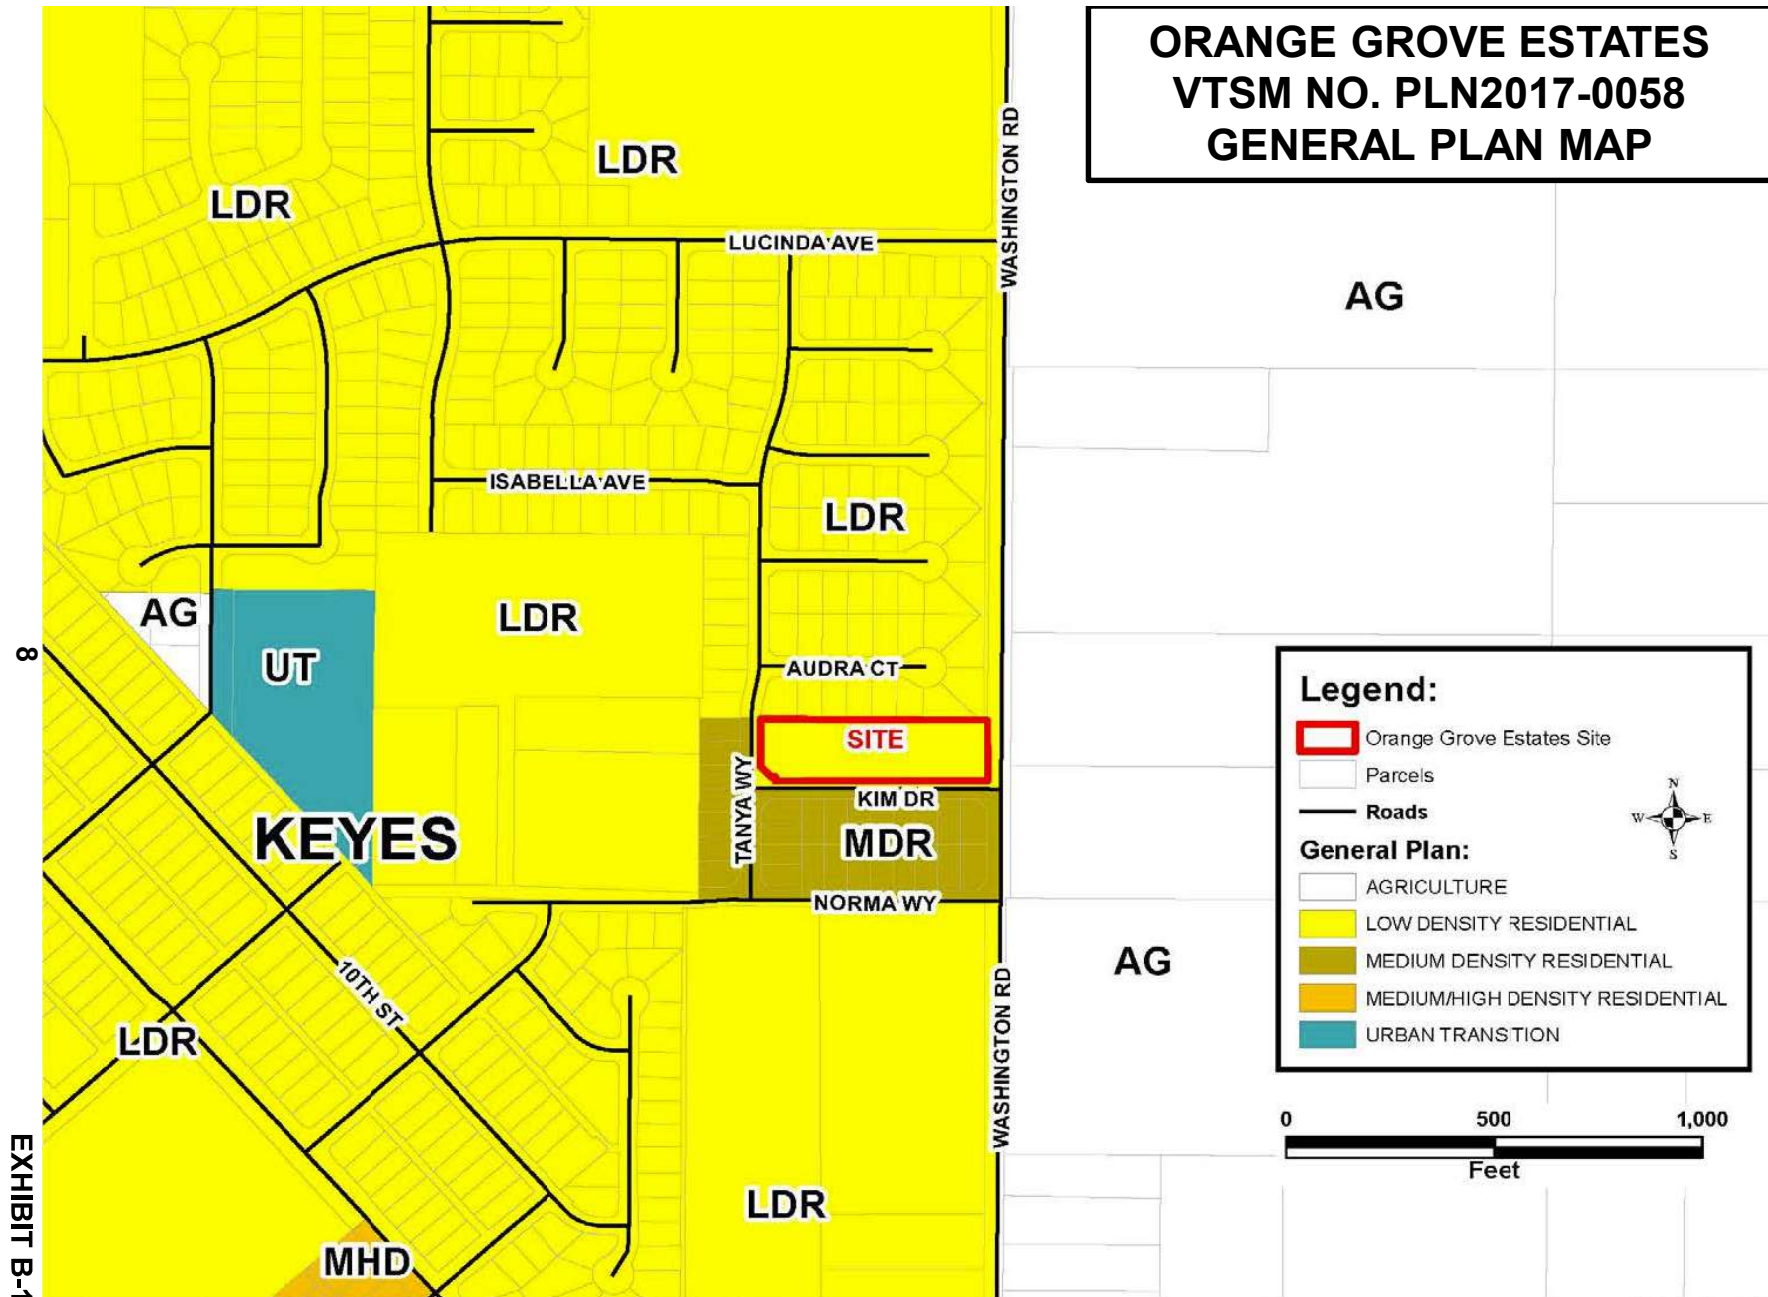 ORANGE GROVE ESTATES
VTSM NO. PLN2017-0058
GENERAL PLAN MAP
LDR
LDR
WASHINGTON RD
LUCINDA AVE
AG
ISABELLA AVE
LDR
AG
LDR
UT
AUDRA CT
SITE
TANYA WY
KIM DR
KEYES
MDR
NORMA WY
10TH ST
AG
WASHINGTON RD
LDR
LDR
MHD
Legend:
Orange Grove Estates Site
Parcels
Roads
N
W E
S
General Plan:
AGRICULTURE
LOW DENSITY RESIDENTIAL
MEDIUM DENSITY RESIDENTIAL
MEDIUM/HIGH DENSITY RESIDENTIAL
URBAN TRANSITION
0 500 1,000
Feet
8
EXHIBIT B-1